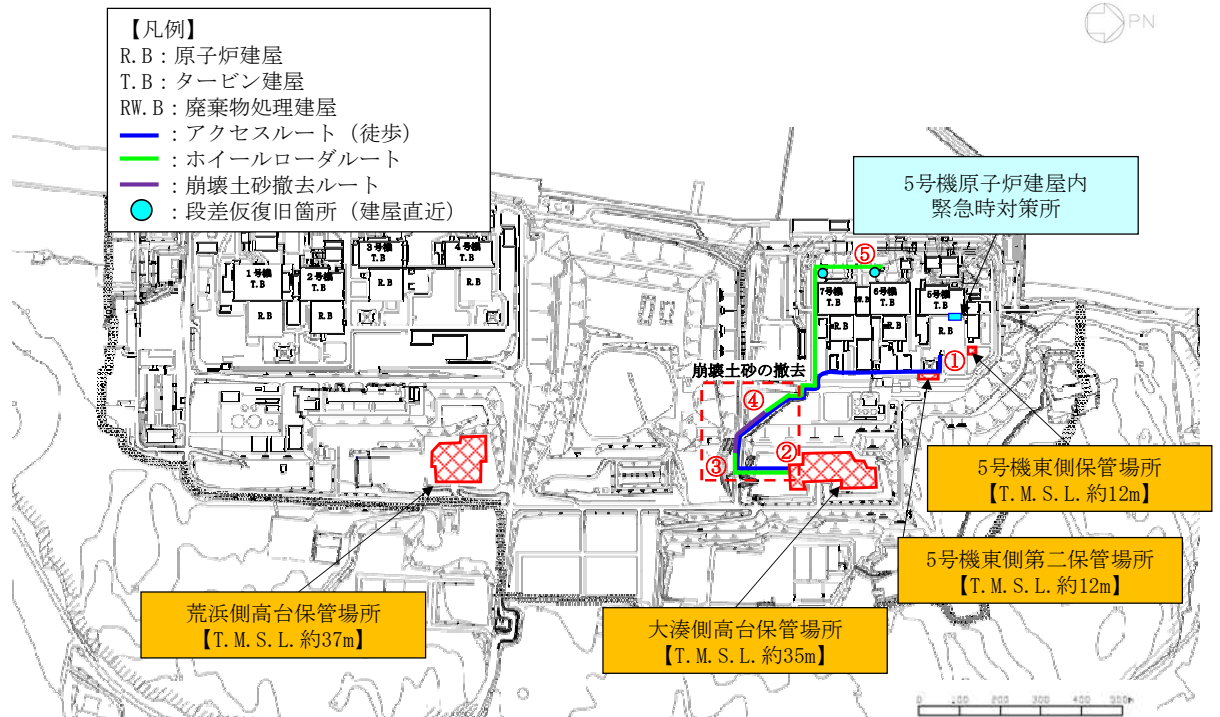 【凡例】
R.B：原子炉建屋
T.B：タービン建屋
RW.B：廃棄物処理建屋
：アクセスルート（徒歩）
：ホイールローダルート
：崩壊土砂撤去ルート
：段差仮復旧箇所（建屋直近）
PN
5号機原子炉建屋内
緊急時対策所
1号機
T.B
R.B
2号機
T.B
R.B
3号機
T.B
R.B
4号機
T.B
R.B
⑤
7号機
T.B
RW.B
6号機
T.B
5号機
T.B
R.B
R.B
R.B
①
崩壊土砂の撤去
④
②
③
5号機東側保管場所
【T.M.S.L.約12m】
5号機東側第二保管場所
【T.M.S.L.約12m】
荒浜側高台保管場所
【T.M.S.L.約37m】
大湊側高台保管場所
【T.M.S.L.約35m】
0 100 200 300 400 500m